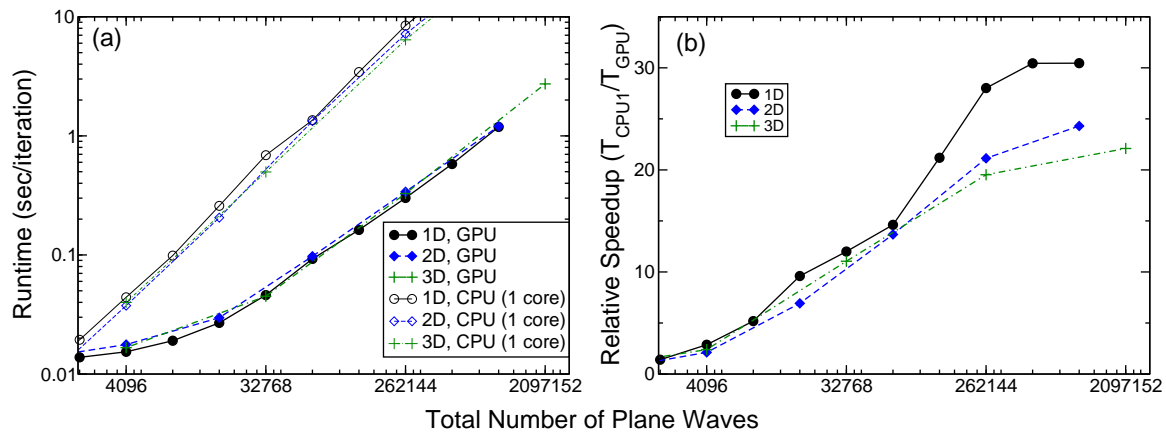 (a)
10
1
0.1
0.01
Runtime (sec/iteration)
1D, GPU
2D, GPU
3D, GPU
1D, CPU (1 core)
2D, CPU (1 core)
3D, CPU (1 core)
4096 32768 262144 2097152
(b)
30
20
10
0
Relative Speedup (T_CPU1/T_GPU)
1D
2D
3D
4096 32768 262144 2097152
Total Number of Plane Waves